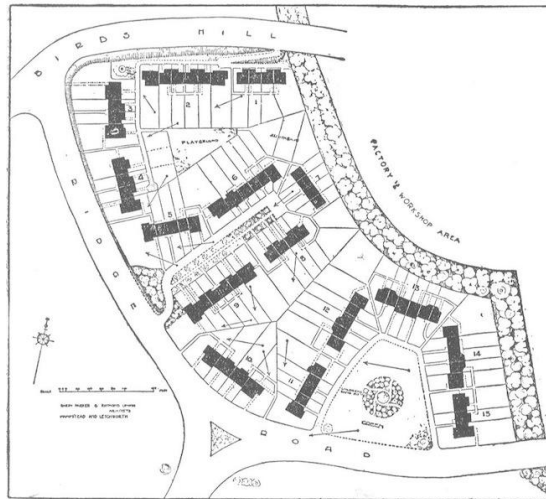 BIRDS HILL
RIDGE
ROAD
FACTORY & WORKSHOP AREA
PLAYGROUND
1
2
3
4
5
6
7
8
9
10
11
12
13
14
15
SCALE
BARRY PARKER & RAYMOND UNWIN
ARCHITECTS
HAMPSTEAD AND LETCHWORTH